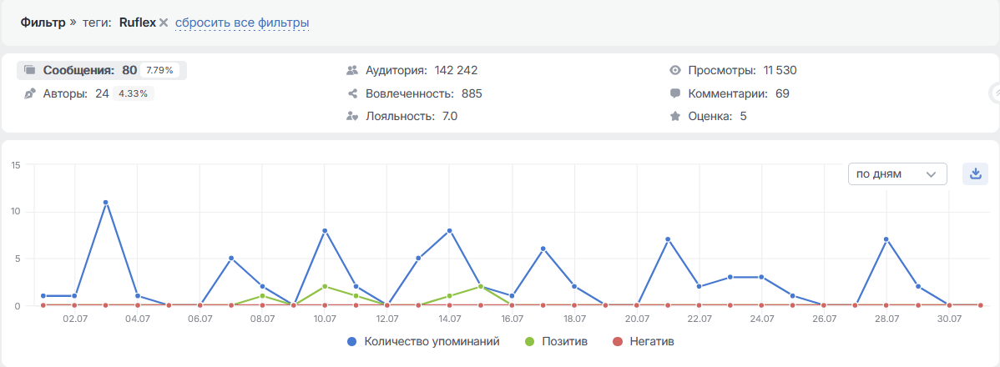 Фильтр » теги: Ruflex × сбросить все фильтры
Сообщения: 80 7.79% Аудитория: 142 242 Просмотры: 11 530
Авторы: 24 4.33% Вовлеченность: 885 Комментарии: 69
Лояльность: 7.0 Оценка: 5
15
по дням
10
5
0
02.07 04.07 06.07 08.07 10.07 12.07 14.07 16.07 18.07 20.07 22.07 24.07 26.07 28.07 30.07
Количество упоминаний Позитив Негатив